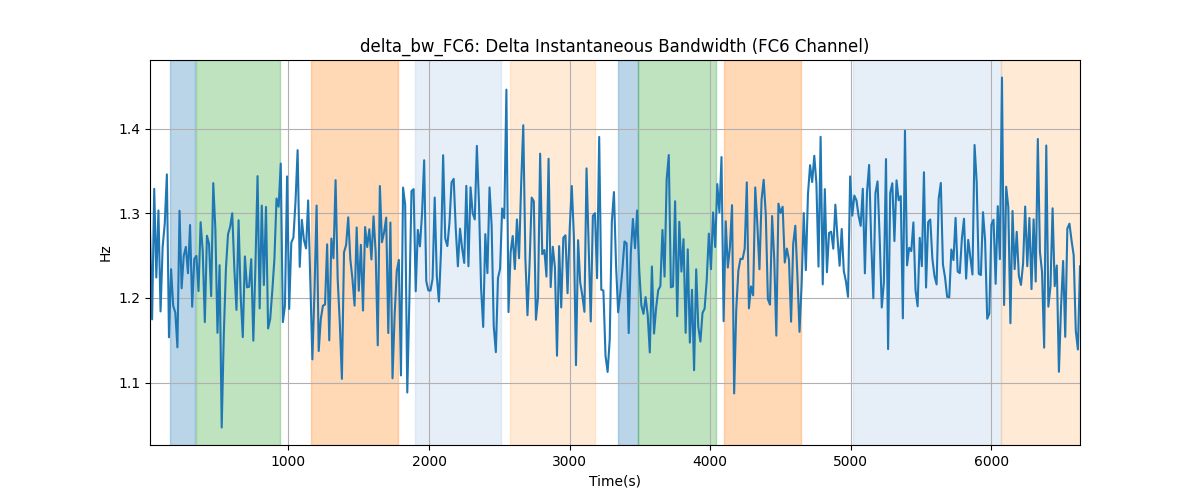 delta_bw_FC6: Delta Instantaneous Bandwidth (FC6 Channel)
Hz
1.4
1.3
1.2
1.1
1000 2000 3000 4000 5000 6000
Time(s)